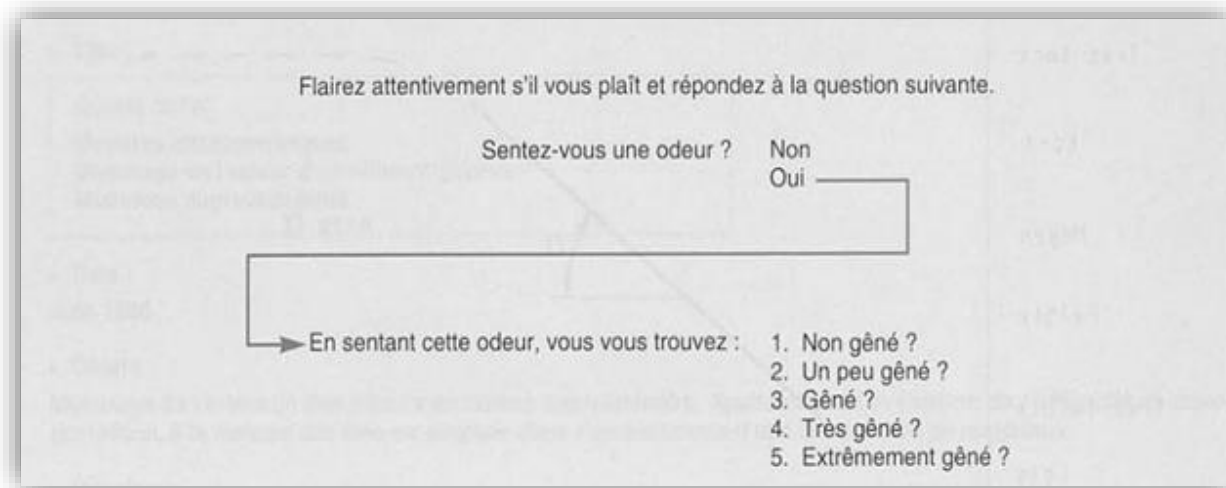 Flairez attentivement s'il vous plaît et répondez à la question suivante.
Sentez-vous une odeur ? Non
Oui
En sentant cette odeur, vous vous trouvez : 1. Non gêné ?
2. Un peu gêné ?
3. Gêné ?
4. Très gêné ?
5. Extrêmement gêné ?